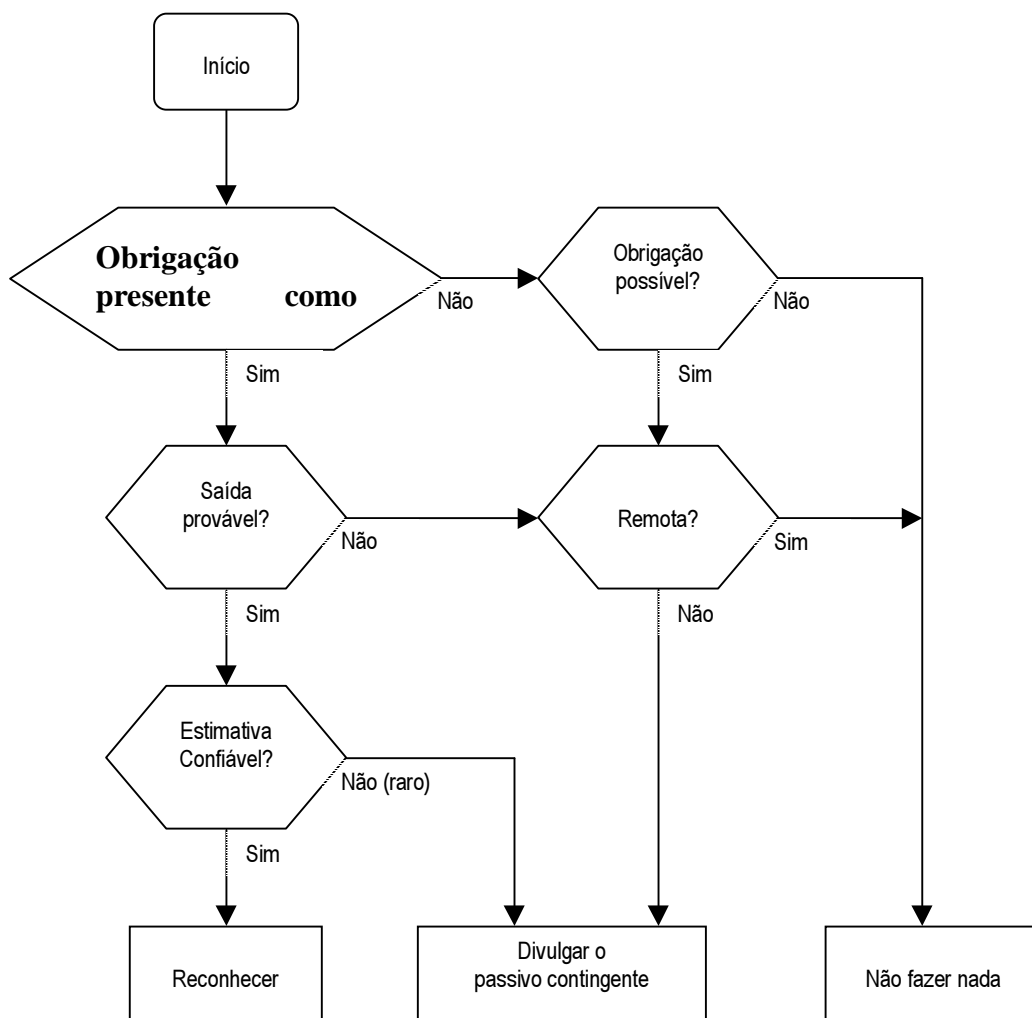 Início
Obrigação
presente como
Não
Obrigação
possível?
Não
Sim
Sim
Saída
provável?
Não
Remota?
Sim
Sim
Não
Estimativa
Confiável?
Não (raro)
Sim
Reconhecer
Divulgar o
passivo contingente
Não fazer nada